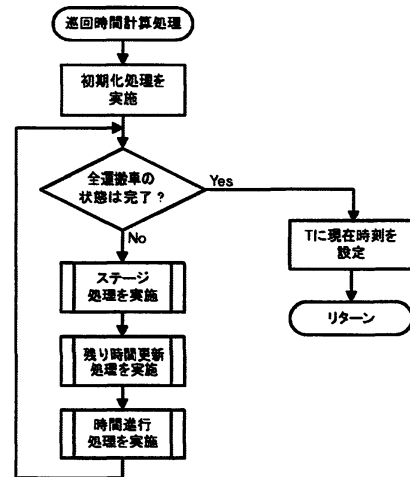 巡回時間計算処理
初期化処理を
実施
全運搬車の
状態は完了？
Yes
No
Tに現在時刻を
設定
ステージ
処理を実施
リターン
残り時間更新
処理を実施
時間進行
処理を実施